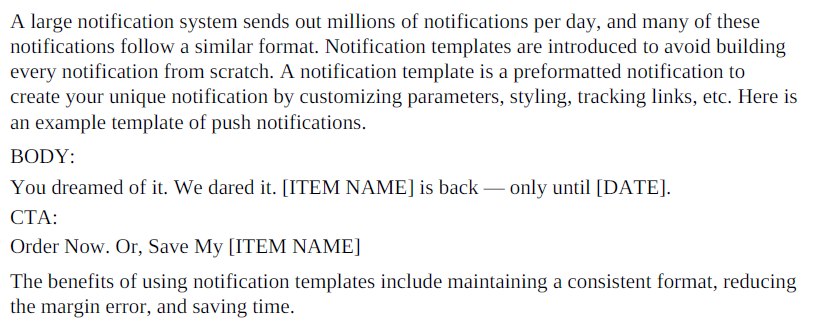 A large notification system sends out millions of notifications per day, and many of these
notifications follow a similar format. Notification templates are introduced to avoid building
every notification from scratch. A notification template is a preformatted notification to
create your unique notification by customizing parameters, styling, tracking links, etc. Here is
an example template of push notifications.
BODY:
You dreamed of it. We dared it. [ITEM NAME] is back — only until [DATE].
CTA:
Order Now. Or, Save My [ITEM NAME]
The benefits of using notification templates include maintaining a consistent format, reducing
the margin error, and saving time.